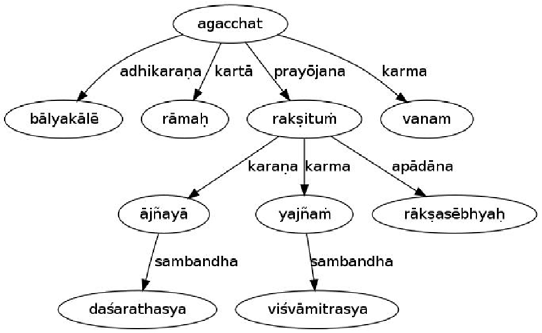 agacchat
adhikaraṇa kartā prayōjana karma
bālyakālē rāmaḥ rakṣituṁ vanam
karaṇa karma apādāna
ājñayā yajñaṁ rākṣasēbhyaḥ
sambandha sambandha
daśarathasya viśvāmitrasya